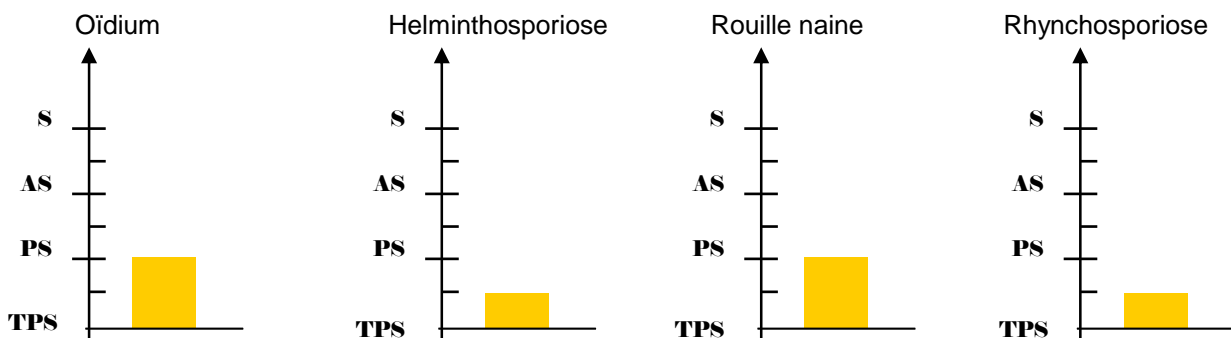 Oïdium Helminthosporiose Rouille naine Rhynchosporiose
S S S S
AS AS AS AS
PS PS PS PS
TPS TPS TPS TPS